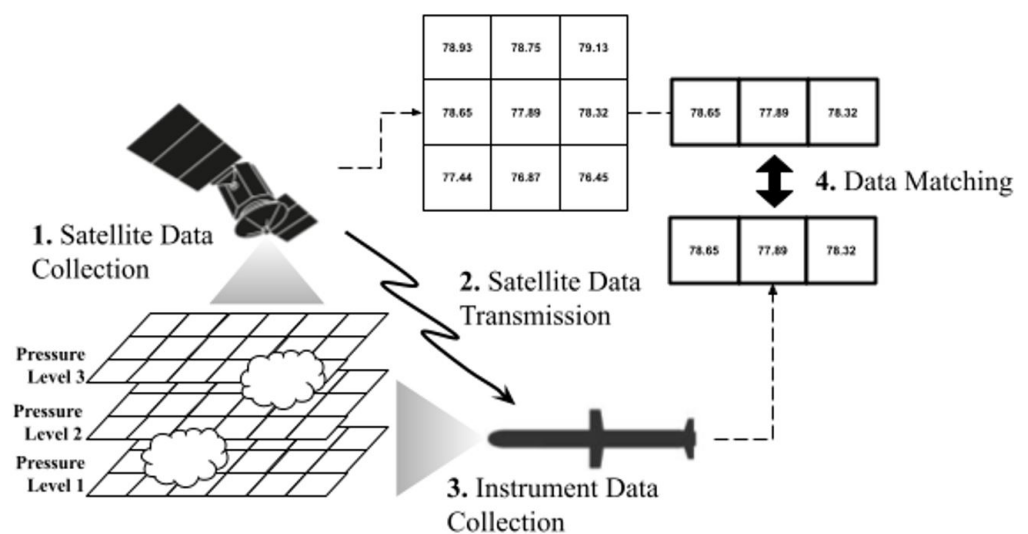 78.93 78.75 79.13
78.65 77.89 78.32
77.44 76.87 76.45
78.65 77.89 78.32
4. Data Matching
78.65 77.89 78.32
1. Satellite Data
Collection
2. Satellite Data
Transmission
Pressure
Level 3
Pressure
Level 2
Pressure
Level 1
3. Instrument Data
Collection